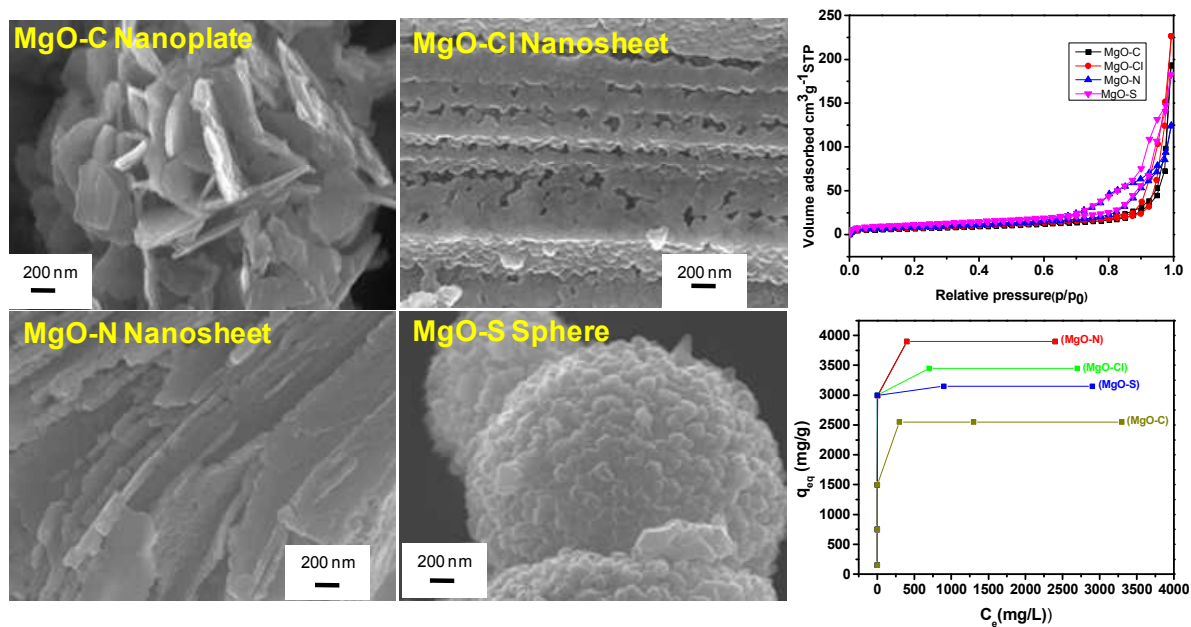 MgO-C Nanoplate
200 nm
MgO-Cl Nanosheet
200 nm
MgO-N Nanosheet
200 nm
MgO-S Sphere
200 nm
Volume adsorbed cm³g⁻¹STP
250
200
150
100
50
0
MgO-C
MgO-Cl
MgO-N
MgO-S
0.0 0.2 0.4 0.6 0.8 1.0
Relative pressure(p/p₀)
q_eq (mg/g)
4000
3500
3000
2500
2000
1500
1000
500
0
(MgO-N)
(MgO-Cl)
(MgO-S)
(MgO-C)
0 500 1000 1500 2000 2500 3000 3500 4000
C_e(mg/L))